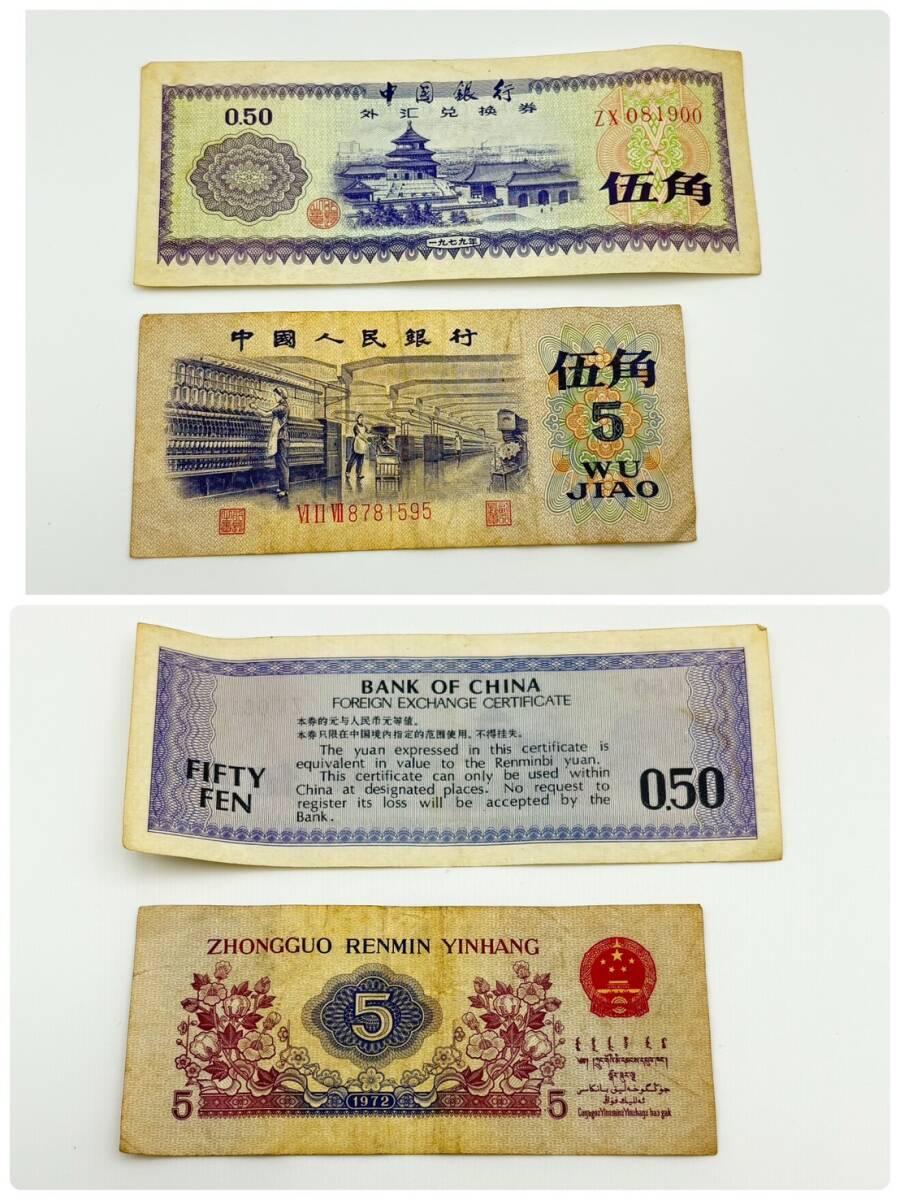 中国銀行
外汇兑换券
0.50
ZX 081900
伍角
一九七九年
中國人民銀行
伍角
5
WU
JIAO
VI II VII 8781595
BANK OF CHINA
FOREIGN EXCHANGE CERTIFICATE
本券的元与人民币元等值。
本券只限在中国境内指定的范围使用、不得挂失。
The yuan expressed in this certificate is
equivalent in value to the Renminbi yuan.
This certificate can only be used within
China at designated places. No request to
register its loss will be accepted by the
Bank.
FIFTY
FEN
0.50
ZHONGGUO RENMIN YINHANG
5
5
1972
5